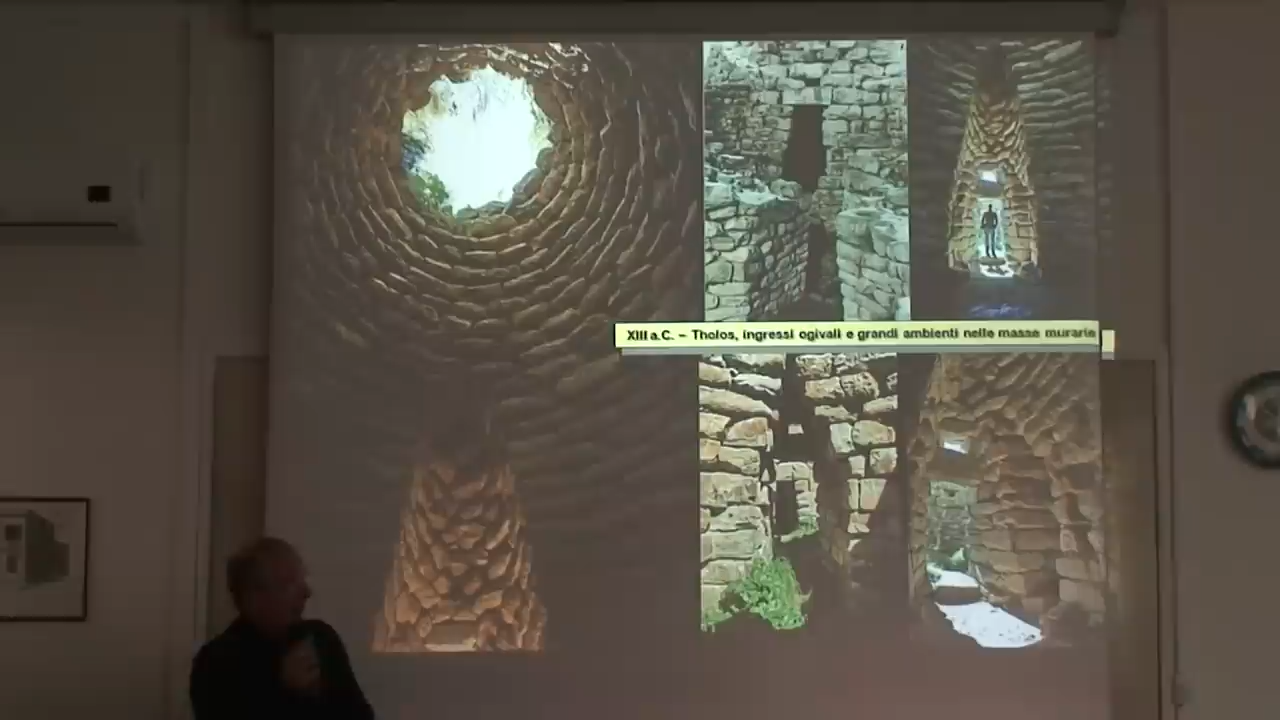 XIII a.C. – Tholos, ingressi ogivali e grandi ambienti nelle masse murarie